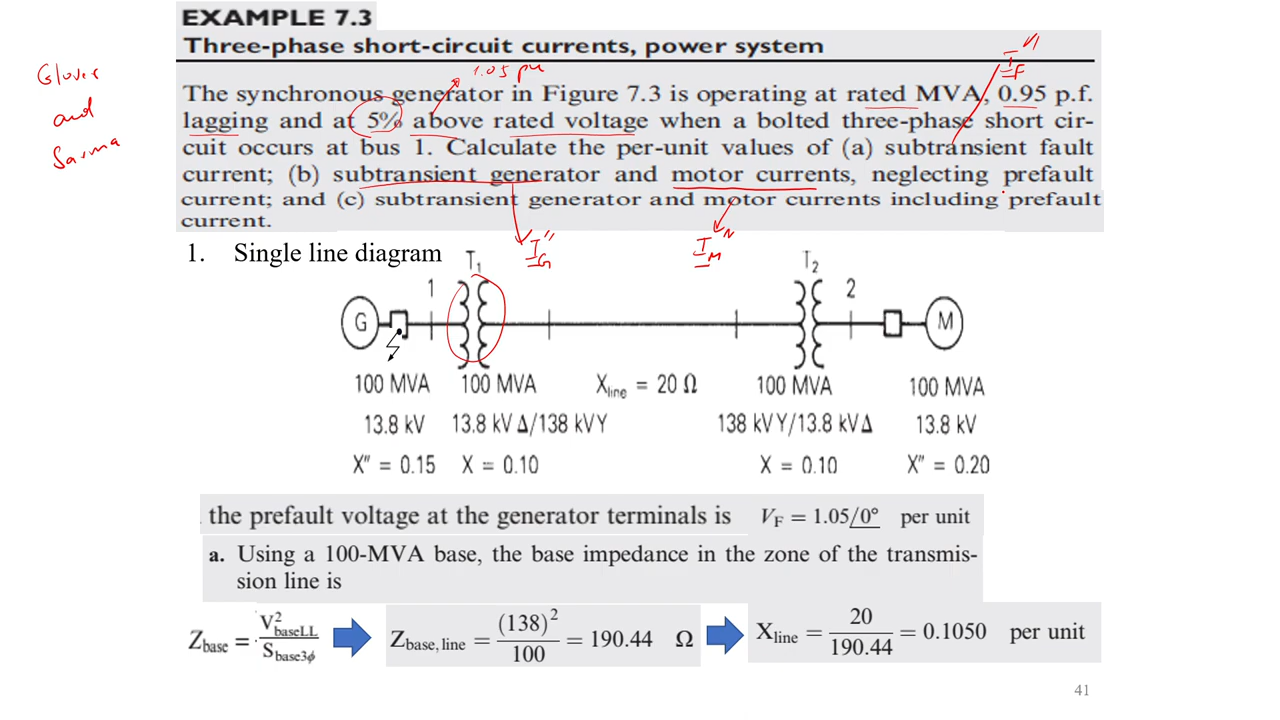 EXAMPLE 7.3
Three-phase short-circuit currents, power system
Glover
and
Sarma
1.05 pu
I''F
The synchronous generator in Figure 7.3 is operating at rated MVA, 0.95 p.f.
lagging and at 5% above rated voltage when a bolted three-phase short cir-
cuit occurs at bus 1. Calculate the per-unit values of (a) subtransient fault
current; (b) subtransient generator and motor currents, neglecting prefault
current; and (c) subtransient generator and motor currents including prefault
current.
I''G
I''M
1. Single line diagram
T1
T2
1
2
G
M
100 MVA 100 MVA Xline = 20 Ω 100 MVA 100 MVA
13.8 kV 13.8 kV Δ/138 kV Y 138 kV Y/13.8 kV Δ 13.8 kV
X″ = 0.15 X = 0.10 X = 0.10 X″ = 0.20
the prefault voltage at the generator terminals is VF = 1.05/0° per unit
a. Using a 100-MVA base, the base impedance in the zone of the transmis-
sion line is
Zbase = V²baseLL / Sbase3ϕ Zbase, line = (138)² / 100 = 190.44 Ω Xline = 20 / 190.44 = 0.1050 per unit
41